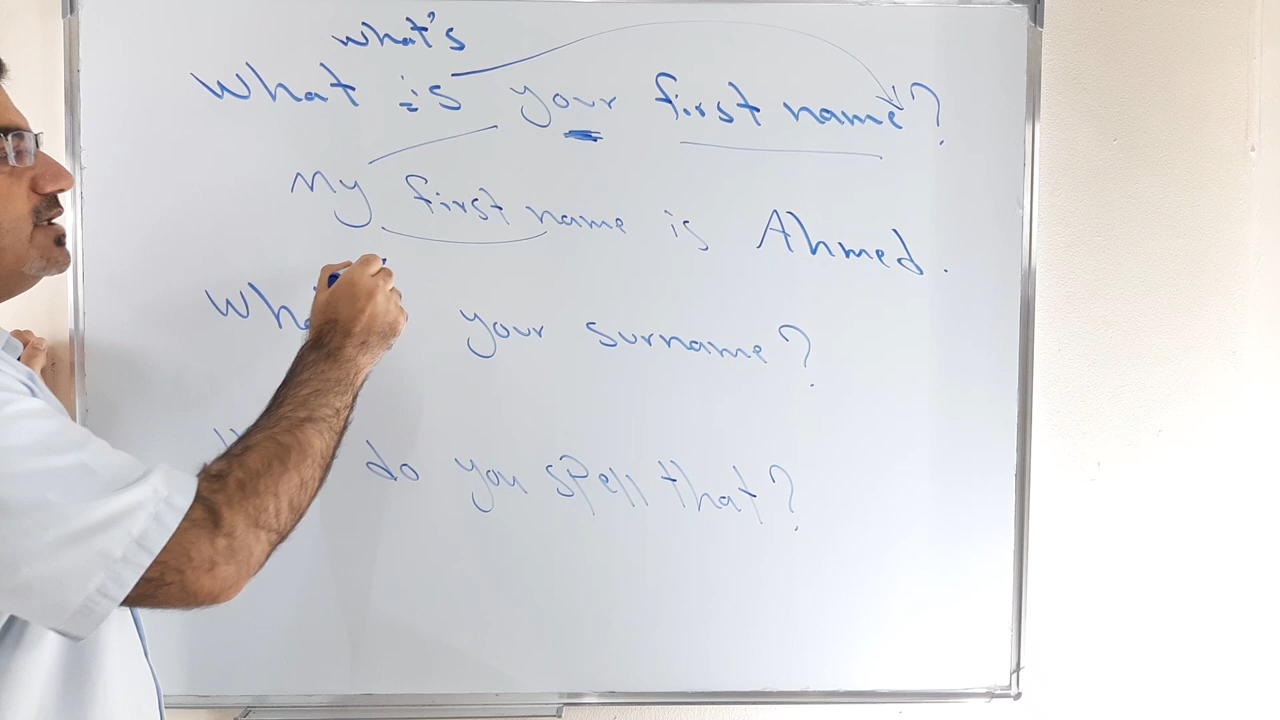 what's
what is your first name?
My first name is Ahmed.
your surname?
do you spell that?